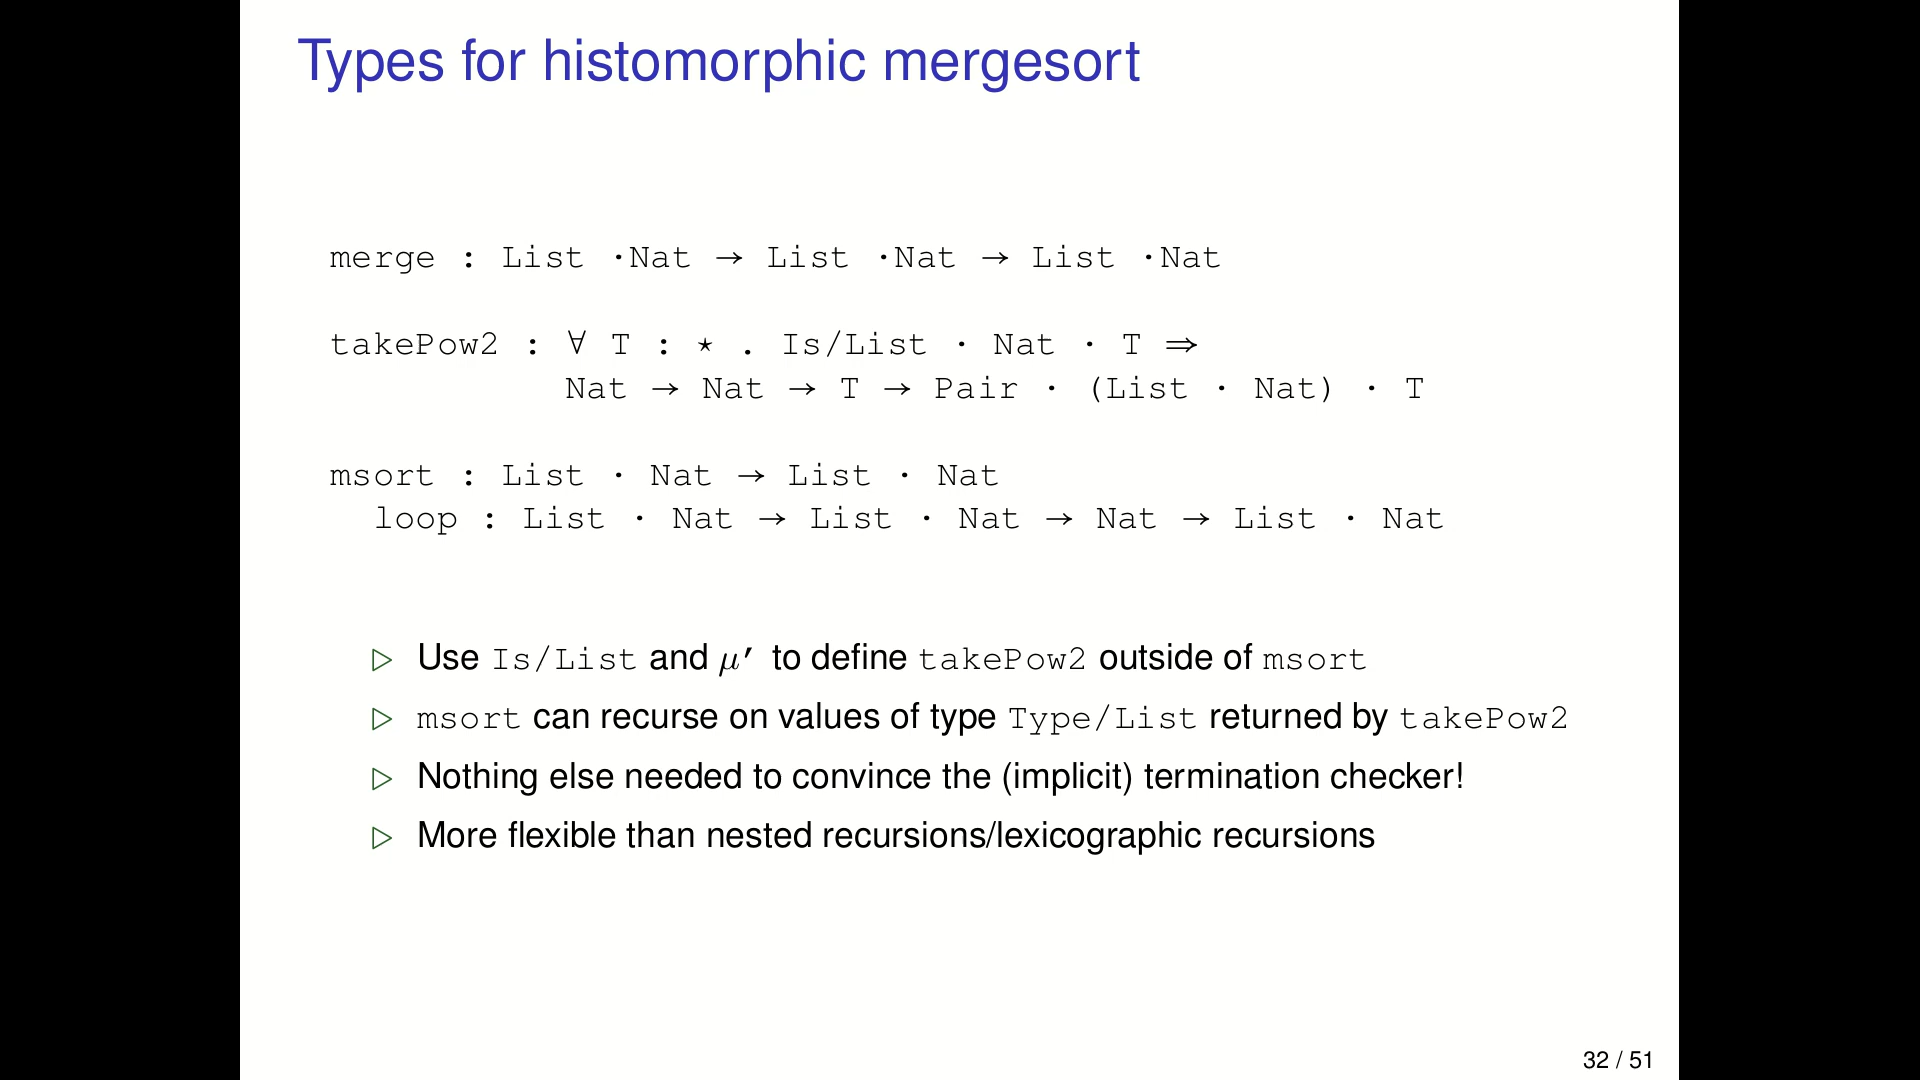 Types for histomorphic mergesort
merge : List ·Nat → List ·Nat → List ·Nat
takePow2 : ∀ T : ⋆ . Is/List · Nat · T ⇒
Nat → Nat → T → Pair · (List · Nat) · T
msort : List · Nat → List · Nat
loop : List · Nat → List · Nat → Nat → List · Nat
▷ Use Is/List and μ′ to define takePow2 outside of msort
▷ msort can recurse on values of type Type/List returned by takePow2
▷ Nothing else needed to convince the (implicit) termination checker!
▷ More flexible than nested recursions/lexicographic recursions
32 / 51